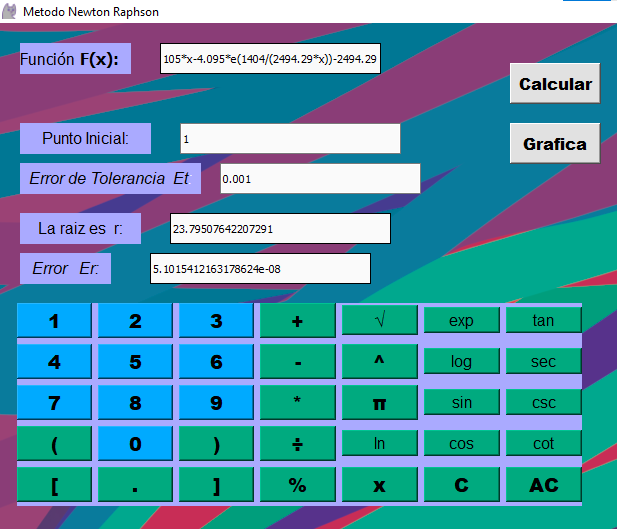 Metodo Newton Raphson
Función F(x):
105*x-4.095*e(1404/(2494.29*x))-2494.29
Calcular
Punto Inicial:
1
Grafica
Error de Tolerancia Et
0.001
La raiz es r:
23.79507642207291
Error Er:
5.1015412163178624e-08
1 2 3 + √ exp tan
4 5 6 - ^ log sec
7 8 9 * π sin csc
( 0 ) ÷ ln cos cot
[ . ] % x C AC